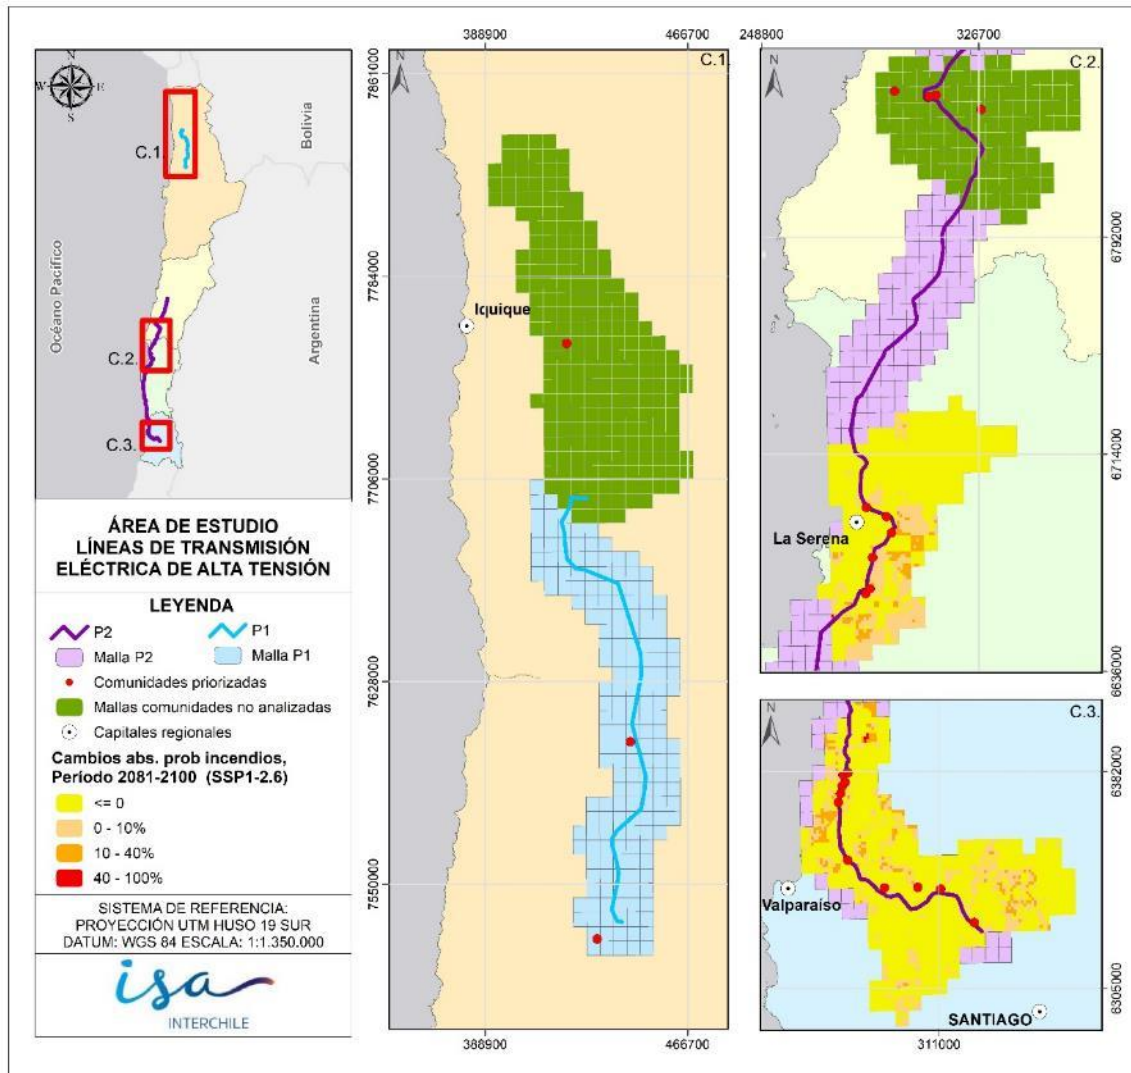 N
W
E
S
C.1.
Bolivia
Océano Pacífico
Argentina
C.2.
C.3.
ÁREA DE ESTUDIO
LÍNEAS DE TRANSMISIÓN
ELÉCTRICA DE ALTA TENSIÓN
LEYENDA
P2
P1
Malla P2
Malla P1
Comunidades priorizadas
Mallas comunidades no analizadas
Capitales regionales
Cambios abs. prob incendios,
Período 2081-2100 (SSP1-2.6)
<= 0
0 - 10%
10 - 40%
40 - 100%
SISTEMA DE REFERENCIA:
PROYECCIÓN UTM HUSO 19 SUR
DATUM: WGS 84 ESCALA: 1:1.350.000
isa
INTERCHILE
388900
466700
C.1.
N
7861000
7784000
7706000
7628000
7550000
Iquique
388900
466700
248800
326700
C.2.
N
6792000
6714000
6636000
La Serena
C.3.
N
6382000
6305000
Valparaíso
SANTIAGO
311000